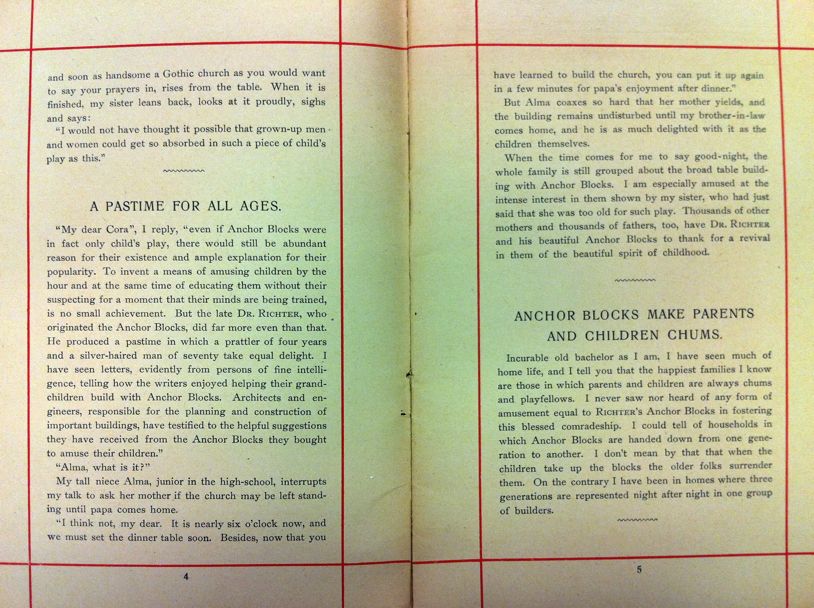 and soon as handsome a Gothic church as you would want
to say your prayers in, rises from the table. When it is
finished, my sister leans back, looks at it proudly, sighs
and says:
"I would not have thought it possible that grown-up men
and women could get so absorbed in such a piece of child's
play as this."
A PASTIME FOR ALL AGES.
"My dear Cora", I reply, "even if Anchor Blocks were
in fact only child's play, there would still be abundant
reason for their existence and ample explanation for their
popularity. To invent a means of amusing children by the
hour and at the same time of educating them without their
suspecting for a moment that their minds are being trained,
is no small achievement. But the late DR. RICHTER, who
originated the Anchor Blocks, did far more even than that.
He produced a pastime in which a prattler of four years
and a silver-haired man of seventy take equal delight. I
have seen letters, evidently from persons of fine intelli-
gence, telling how the writers enjoyed helping their grand-
children build with Anchor Blocks. Architects and en-
gineers, responsible for the planning and construction of
important buildings, have testified to the helpful suggestions
they have received from the Anchor Blocks they bought
to amuse their children."
"Alma, what is it?"
My tall niece Alma, junior in the high-school, interrupts
my talk to ask her mother if the church may be left stand-
ing until papa comes home.
"I think not, my dear. It is nearly six o'clock now, and
we must set the dinner table soon. Besides, now that you
4
have learned to build the church, you can put it up again
in a few minutes for papa's enjoyment after dinner."
But Alma coaxes so hard that her mother yields, and
the building remains undisturbed until my brother-in-law
comes home, and he is as much delighted with it as the
children themselves.
When the time comes for me to say good-night, the
whole family is still grouped about the broad table build-
ing with Anchor Blocks. I am especially amused at the
intense interest in them shown by my sister, who had just
said that she was too old for such play. Thousands of other
mothers and thousands of fathers, too, have DR. RICHTER
and his beautiful Anchor Blocks to thank for a revival
in them of the beautiful spirit of childhood.
ANCHOR BLOCKS MAKE PARENTS
AND CHILDREN CHUMS.
Incurable old bachelor as I am, I have seen much of
home life, and I tell you that the happiest families I know
are those in which parents and children are always chums
and playfellows. I never saw nor heard of any form of
amusement equal to RICHTER's Anchor Blocks in fostering
this blessed comradeship. I could tell of households in
which Anchor Blocks are handed down from one gene-
ration to another. I don't mean by that that when the
children take up the blocks the older folks surrender
them. On the contrary I have been in homes where three
generations are represented night after night in one group
of builders.
5